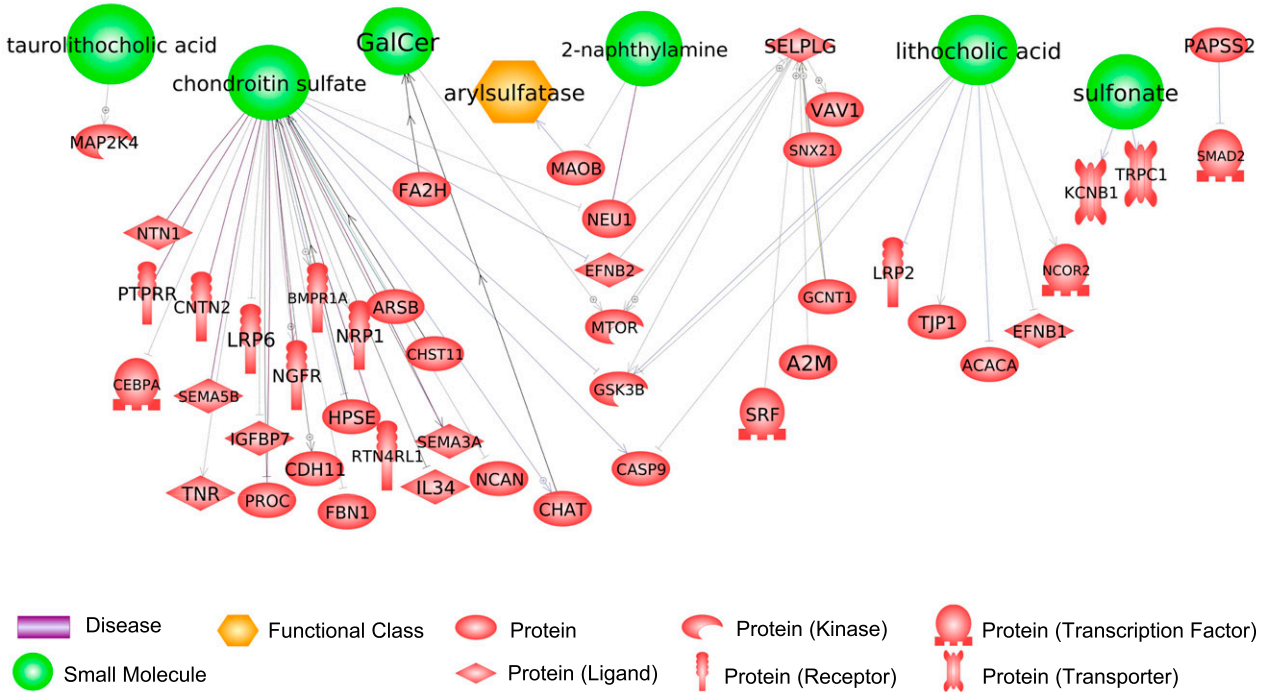 taurolithocholic acid
GalCer
2-naphthylamine
SELPLG
lithocholic acid
PAPSS2
chondroitin sulfate
arylsulfatase
sulfonate
VAV1
MAP2K4
SNX21
SMAD2
MAOB
TRPC1
KCNB1
FA2H
NEU1
NTN1
EFNB2
LRP2
NCOR2
PTPRR
CNTN2
BMPR1A
ARSB
GCNT1
MTOR
TJP1
EFNB1
LRP6
NRP1
CHST11
A2M
ACACA
NGFR
CEBPA
SEMA5B
GSK3B
HPSE
SRF
IGFBP7
SEMA3A
RTN4RL1
CDH11
CASP9
NCAN
TNR
PROC
IL34
FBN1
CHAT
Disease
Functional Class
Protein
Protein (Kinase)
Protein (Transcription Factor)
Small Molecule
Protein (Ligand)
Protein (Receptor)
Protein (Transporter)